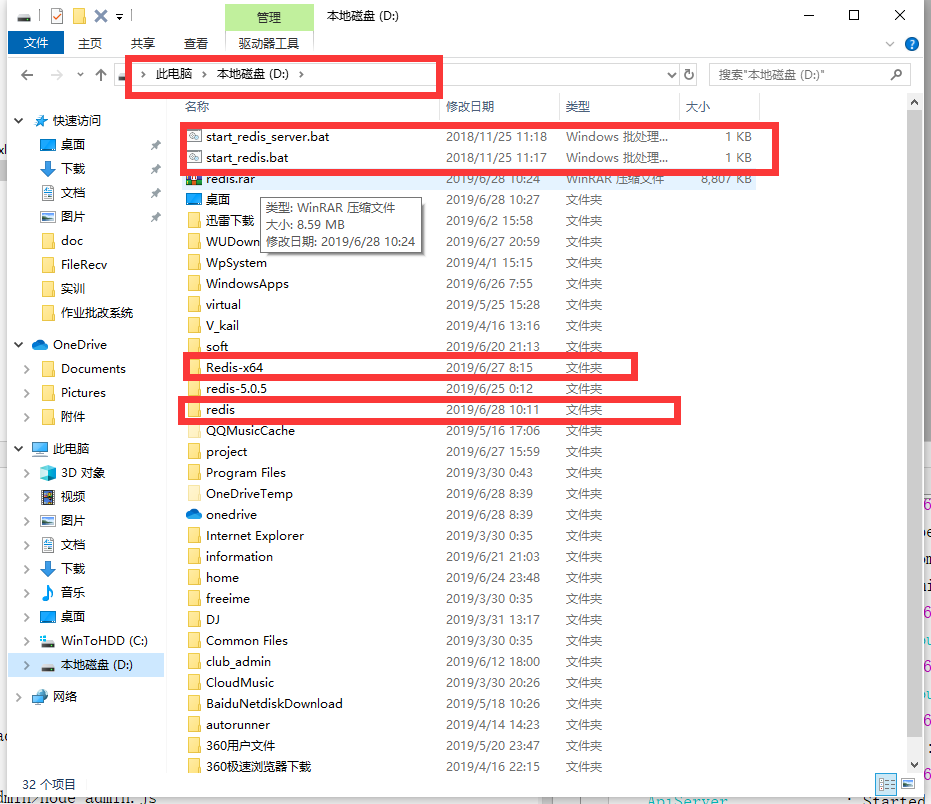 管理
本地磁盘 (D:)
文件 主页 共享 查看 驱动器工具
此电脑 本地磁盘 (D:)
搜索"本地磁盘 (D:)"
名称 修改日期 类型 大小
快速访问
桌面
下载
文档
图片
doc
FileRecv
实训
作业批改系统
OneDrive
Documents
Pictures
附件
此电脑
3D 对象
视频
图片
文档
下载
音乐
桌面
WinToHDD (C:)
本地磁盘 (D:)
网络
start_redis_server.bat 2018/11/25 11:18 Windows 批处理... 1 KB
start_redis.bat 2018/11/25 11:17 Windows 批处理... 1 KB
redis.rar 2019/6/28 10:24 WinRAR 压缩文件 8,807 KB
桌面 2019/6/28 10:27 文件夹
迅雷下载 2019/6/2 15:58 文件夹
WUDown 2019/6/27 20:59 文件夹
类型: WinRAR 压缩文件
大小: 8.59 MB
修改日期: 2019/6/28 10:24
WpSystem 2019/4/1 15:15 文件夹
WindowsApps 2019/6/26 7:55 文件夹
virtual 2019/5/25 15:28 文件夹
V_kail 2019/4/16 13:16 文件夹
soft 2019/6/20 21:13 文件夹
Redis-x64 2019/6/27 8:15 文件夹
redis-5.0.5 2019/6/25 0:12 文件夹
redis 2019/6/28 10:11 文件夹
QQMusicCache 2019/5/16 17:06 文件夹
project 2019/6/27 15:59 文件夹
Program Files 2019/3/30 0:43 文件夹
OneDriveTemp 2019/6/28 8:39 文件夹
onedrive 2019/6/28 8:39 文件夹
Internet Explorer 2019/3/30 0:35 文件夹
information 2019/6/21 21:03 文件夹
home 2019/6/24 23:48 文件夹
freeime 2019/3/30 0:35 文件夹
DJ 2019/3/31 13:17 文件夹
Common Files 2019/3/30 0:35 文件夹
club_admin 2019/6/12 18:00 文件夹
CloudMusic 2019/3/30 20:26 文件夹
BaiduNetdiskDownload 2019/5/18 10:26 文件夹
autorunner 2019/4/14 14:23 文件夹
360用户文件 2019/5/20 23:47 文件夹
360极速浏览器下载 2019/4/16 22:15 文件夹
32 个项目
dmin/node admin.js
ApiServer : Started